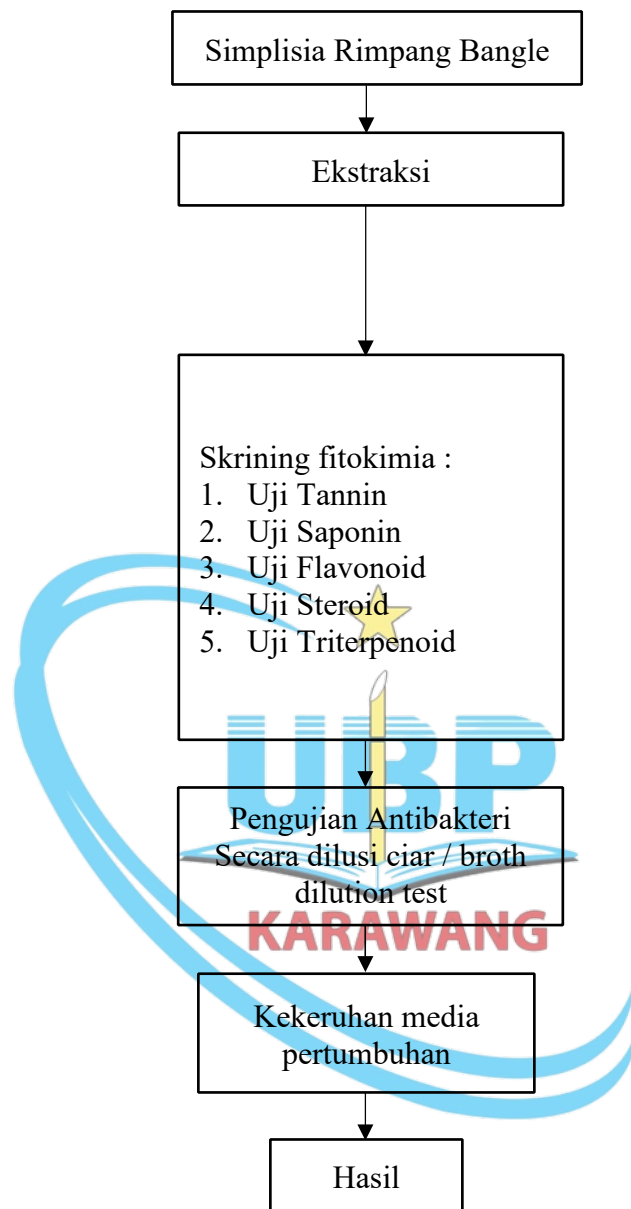 Simplisia Rimpang Bangle
Ekstraksi
Skrining fitokimia :
1. Uji Tannin
2. Uji Saponin
3. Uji Flavonoid
4. Uji Steroid
5. Uji Triterpenoid
UBP
Pengujian Antibakteri
Secara dilusi ciar / broth
dilution test
KARAWANG
Kekeruhan media
pertumbuhan
Hasil